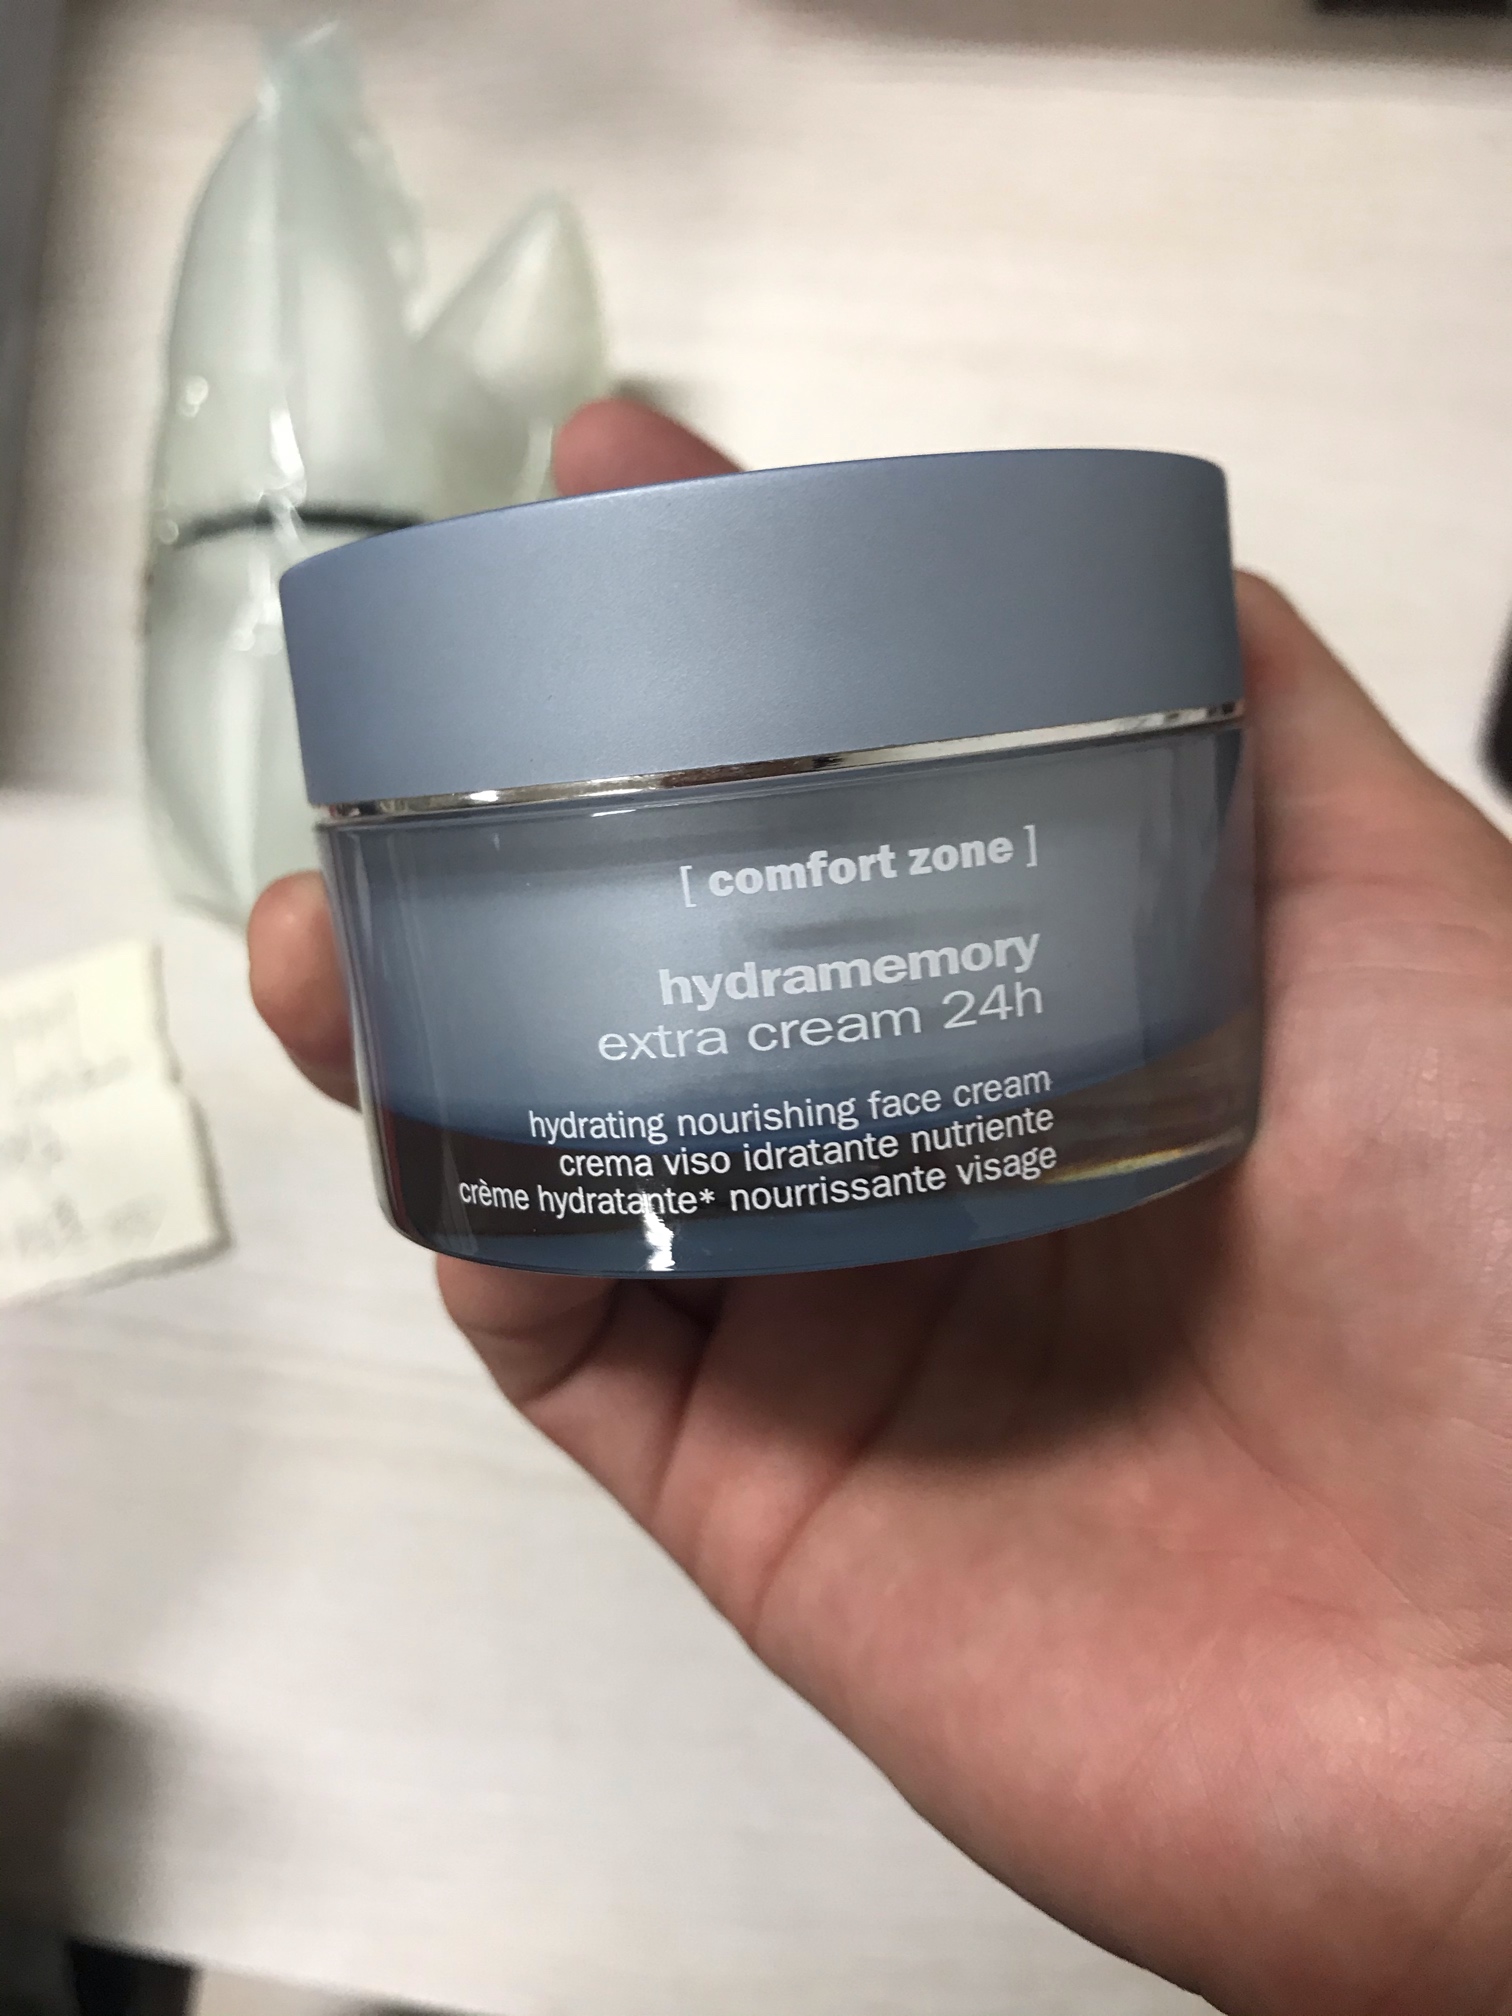 [ comfort zone ]
hydramemory
extra cream 24h
hydrating nourishing face cream
crema viso idratante nutriente
crème hydratante* nourrissante visage